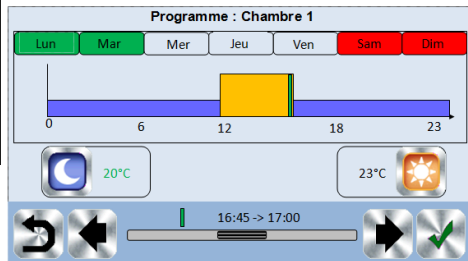 Programme : Chambre 1
Lun Mar Mer Jeu Ven Sam Dim
0 6 12 18 23
20°C 23°C
16:45 -> 17:00